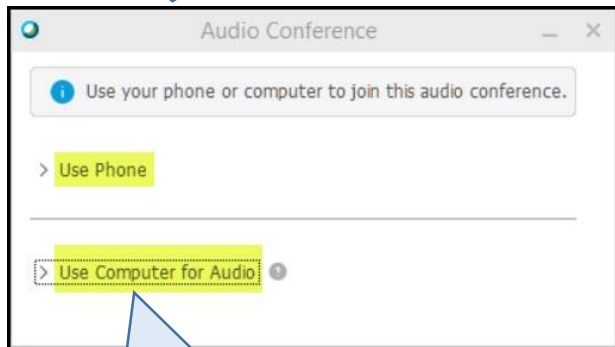 Audio Conference
Use your phone or computer to join this audio conference.
> Use Phone
> Use Computer for Audio